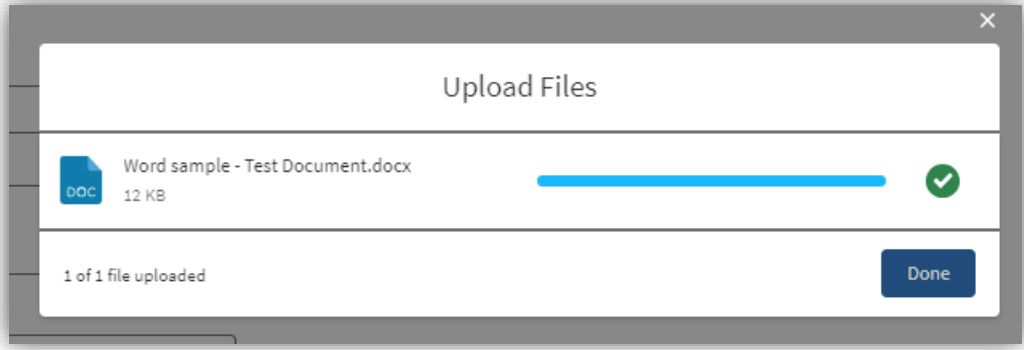 Upload Files
Word sample - Test Document.docx
DOC
12 KB
1 of 1 file uploaded
Done